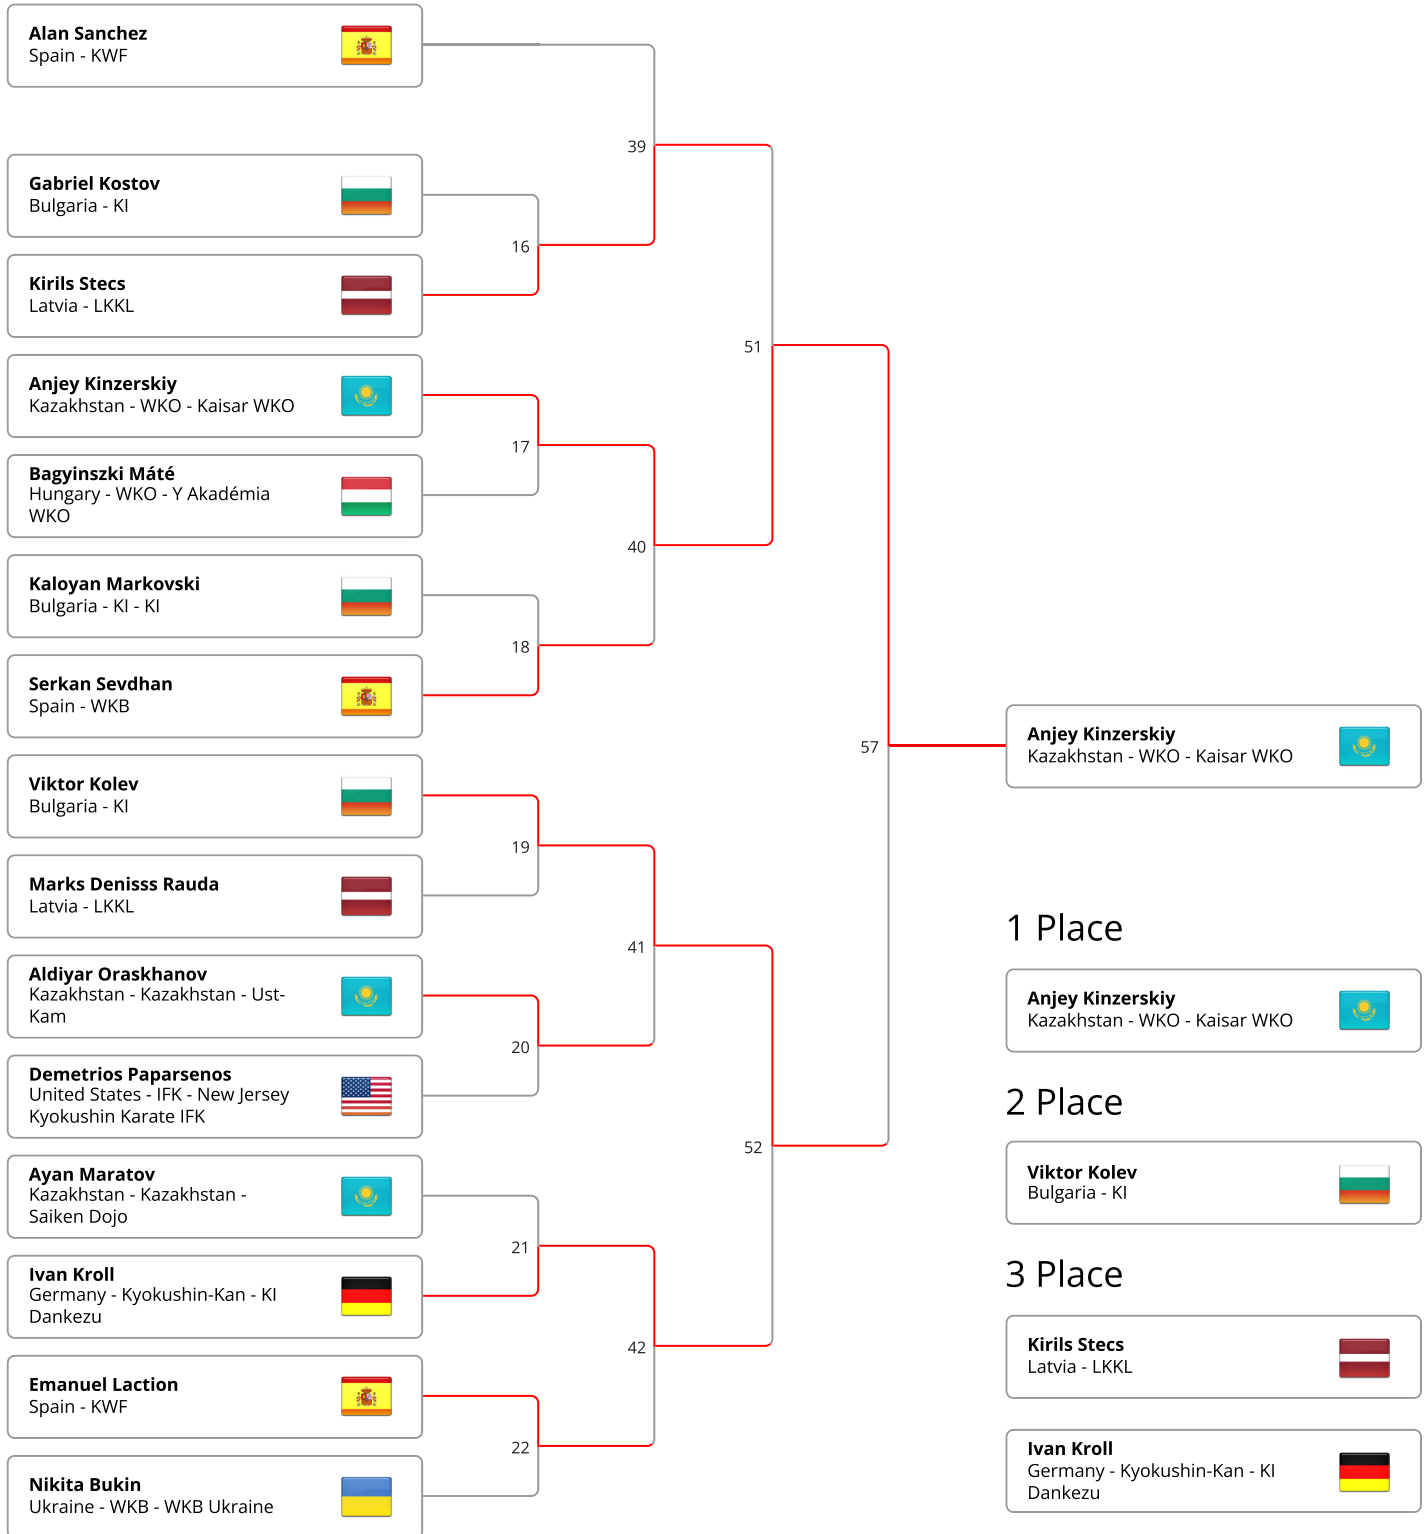 Alan Sanchez
Spain - KWF
Gabriel Kostov
Bulgaria - KI
Kirils Stecs
Latvia - LKKL
Anjey Kinzerskiy
Kazakhstan - WKO - Kaisar WKO
Bagyinszki Máté
Hungary - WKO - Y Akadémia
WKO
Kaloyan Markovski
Bulgaria - KI - KI
Serkan Sevdhan
Spain - WKB
Viktor Kolev
Bulgaria - KI
Marks Denisss Rauda
Latvia - LKKL
Aldiyar Oraskhanov
Kazakhstan - Kazakhstan - Ust-
Kam
Demetrios Paparsenos
United States - IFK - New Jersey
Kyokushin Karate IFK
Ayan Maratov
Kazakhstan - Kazakhstan -
Saiken Dojo
Ivan Kroll
Germany - Kyokushin-Kan - KI
Dankezu
Emanuel Laction
Spain - KWF
Nikita Bukin
Ukraine - WKB - WKB Ukraine
16
17
18
19
20
21
22
39
40
41
42
51
52
57
Anjey Kinzerskiy
Kazakhstan - WKO - Kaisar WKO
1 Place
Anjey Kinzerskiy
Kazakhstan - WKO - Kaisar WKO
2 Place
Viktor Kolev
Bulgaria - KI
3 Place
Kirils Stecs
Latvia - LKKL
Ivan Kroll
Germany - Kyokushin-Kan - KI
Dankezu